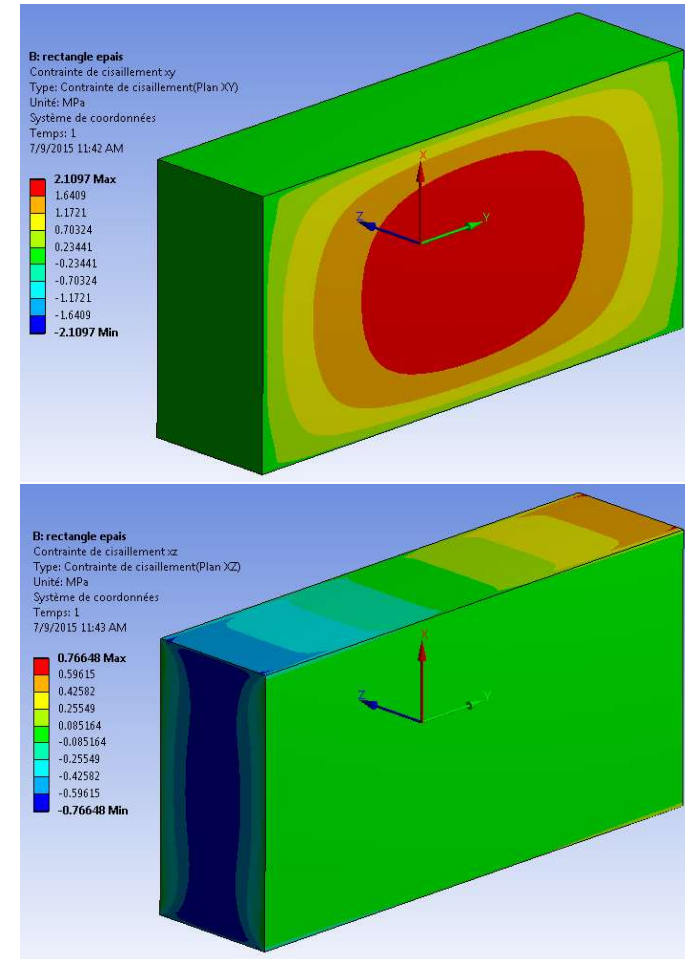 B: rectangle epais
Contrainte de cisaillement xy
Type: Contrainte de cisaillement(Plan XY)
Unité: MPa
Système de coordonnées
Temps: 1
7/9/2015 11:42 AM
2.1097 Max
1.6409
1.1721
0.70324
0.23441
-0.23441
-0.70324
-1.1721
-1.6409
-2.1097 Min
X
Z
Y
B: rectangle epais
Contrainte de cisaillement xz
Type: Contrainte de cisaillement(Plan XZ)
Unité: MPa
Système de coordonnées
Temps: 1
7/9/2015 11:43 AM
0.76648 Max
0.59615
0.42582
0.25549
0.085164
-0.085164
-0.25549
-0.42582
-0.59615
-0.76648 Min
X
Z
Y